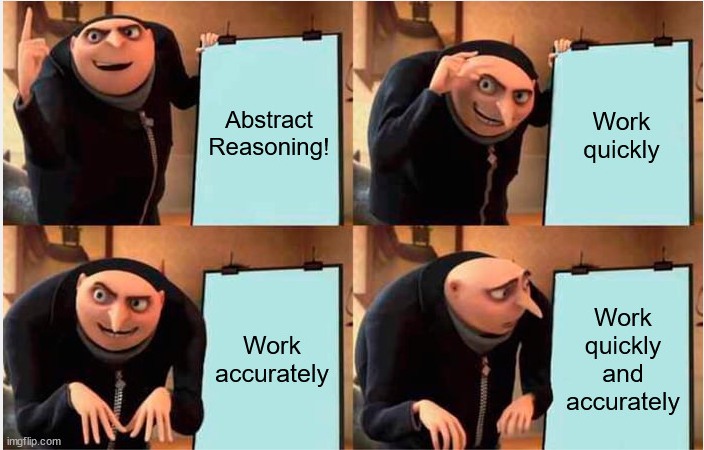 Abstract
Reasoning!
Work
quickly
Work
accurately
Work
quickly
and
accurately
imgflip.com